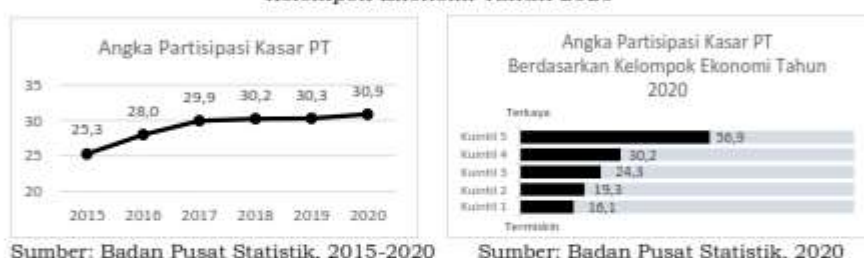 Angka Partisipasi Kasar PT
35
30
25
20
25,3
28,0
29,9
30,2
30,3
30,9
2015 2016 2017 2018 2019 2020
Sumber: Badan Pusat Statistik, 2015-2020
Angka Partisipasi Kasar PT
Berdasarkan Kelompok Ekonomi Tahun
2020
Terkaya
Kuintil 5 56,9
Kuintil 4 30,2
Kuintil 3 24,3
Kuintil 2 19,3
Kuintil 1 16,1
Termiskin
Sumber: Badan Pusat Statistik, 2020